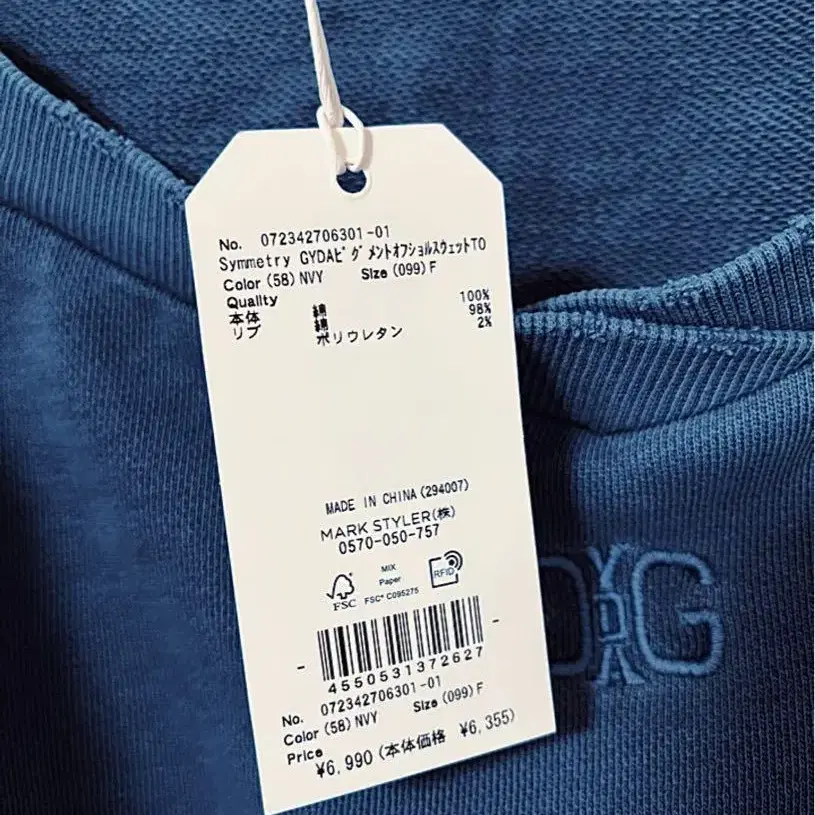 No. 072342706301-01
Symmetry GYDAﾋﾟｸﾞﾒﾝﾄｵﾌｼｮﾙｽｳｪｯﾄTO
Color (58) NVY Size (099) F
Quality
本体 綿 100%
リブ 綿 98%
ポリウレタン 2%
MADE IN CHINA (294007)
MARK STYLER(株)
0570-050-757
FSC
MIX
Paper
FSC® C095275
RFID
4550531372627
No. 072342706301-01
Color (58) NVY Size (099) F
Price
¥6,990 (本体価格 ¥6,355)